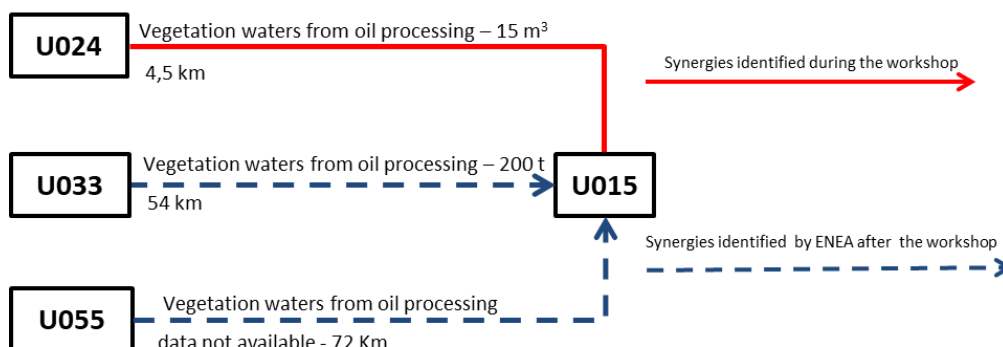 Vegetation waters from oil processing – 15 m³
U024
4,5 km
Synergies identified during the workshop
Vegetation waters from oil processing – 200 t
U033
U015
54 km
Synergies identified by ENEA after the workshop
Vegetation waters from oil processing
U055
data not available - 72 Km